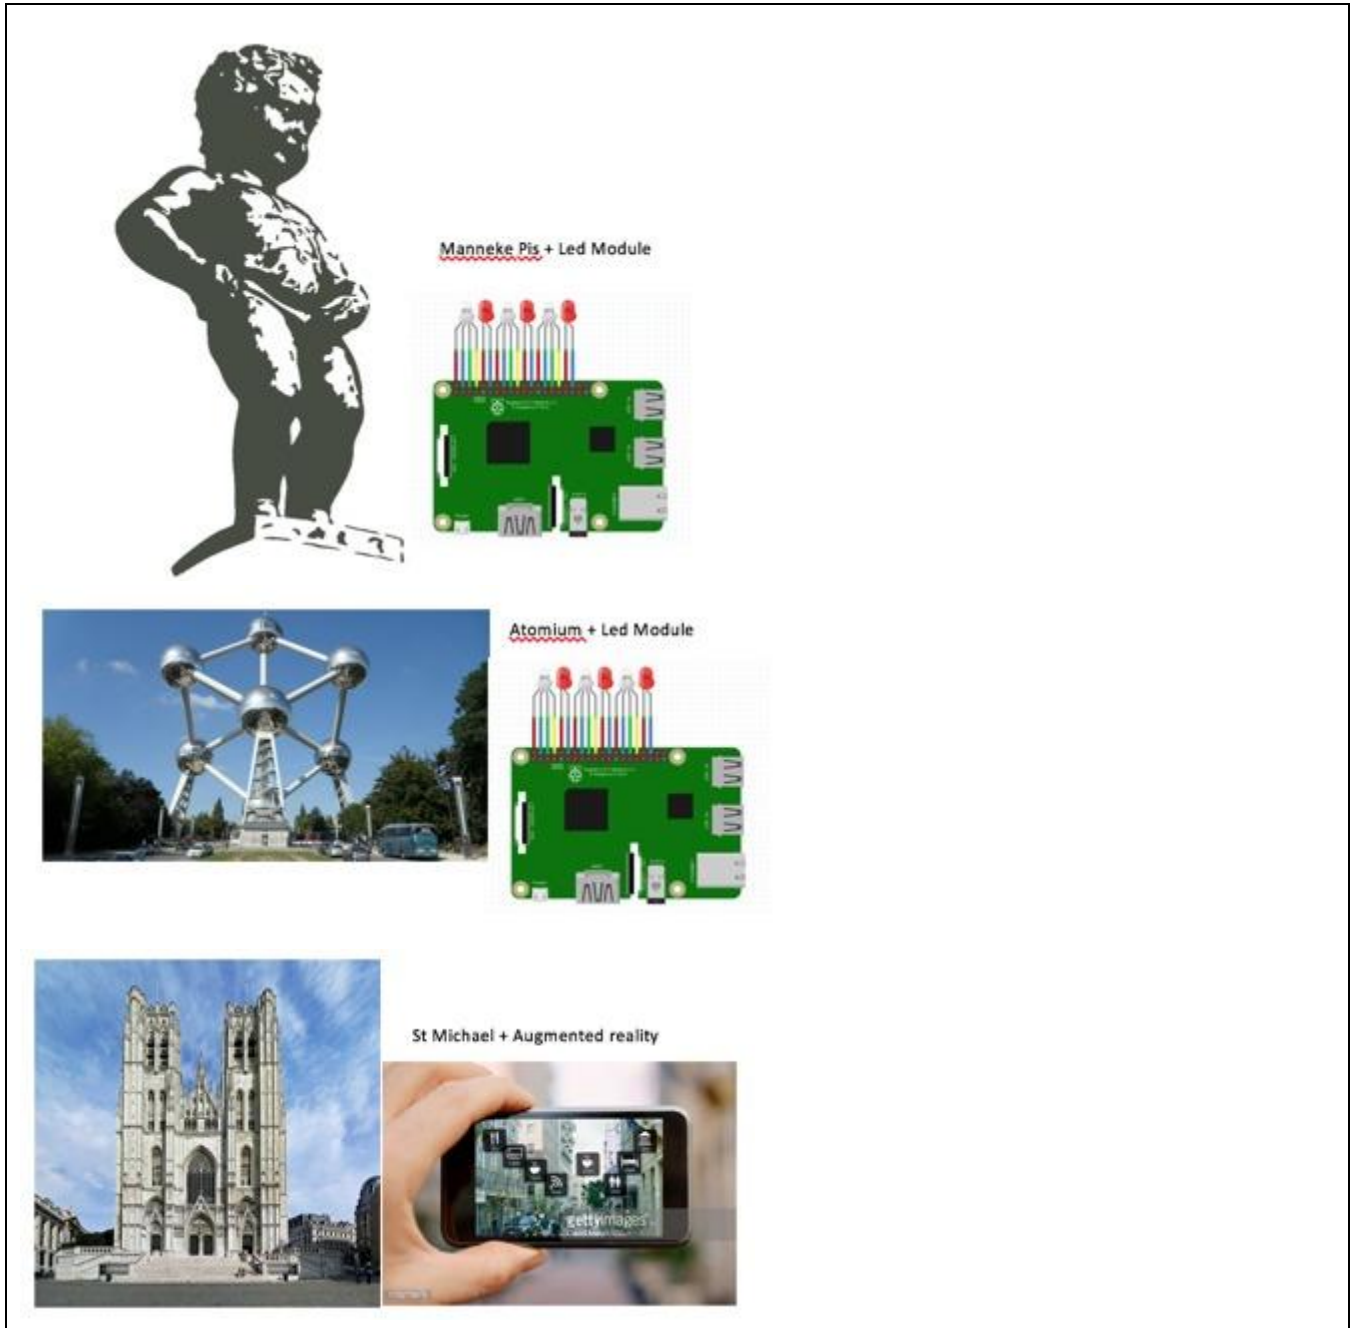 Manneke Pis + Led Module
Atomium + Led Module
St Michael + Augmented reality
gettyimages